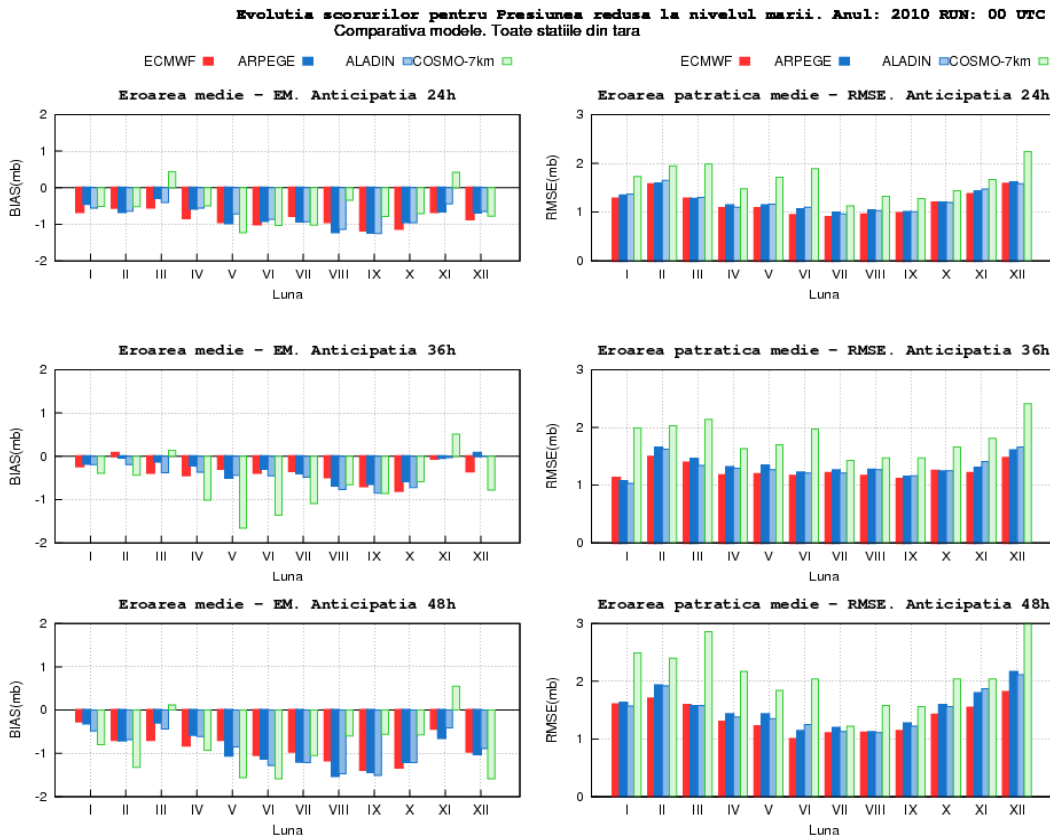 Evolutia scorurilor pentru Presiunea redusa la nivelul marii. Anul: 2010 RUN: 00 UTC
Comparativa modele. Toate statiile din tara
ECMWF ARPEGE ALADIN COSMO-7km
ECMWF ARPEGE ALADIN COSMO-7km
Eroarea medie – EM. Anticipatia 24h
BIAS(mb)
2
1
0
-1
-2
I II III IV V VI VII VIII IX X XI XII
Luna
Eroarea patratica medie – RMSE. Anticipatia 24h
RMSE(mb)
3
2
1
0
I II III IV V VI VII VIII IX X XI XII
Luna
Eroarea medie – EM. Anticipatia 36h
BIAS(mb)
2
1
0
-1
-2
I II III IV V VI VII VIII IX X XI XII
Luna
Eroarea patratica medie – RMSE. Anticipatia 36h
RMSE(mb)
3
2
1
0
I II III IV V VI VII VIII IX X XI XII
Luna
Eroarea medie – EM. Anticipatia 48h
BIAS(mb)
2
1
0
-1
-2
I II III IV V VI VII VIII IX X XI XII
Luna
Eroarea patratica medie – RMSE. Anticipatia 48h
RMSE(mb)
3
2
1
0
I II III IV V VI VII VIII IX X XI XII
Luna